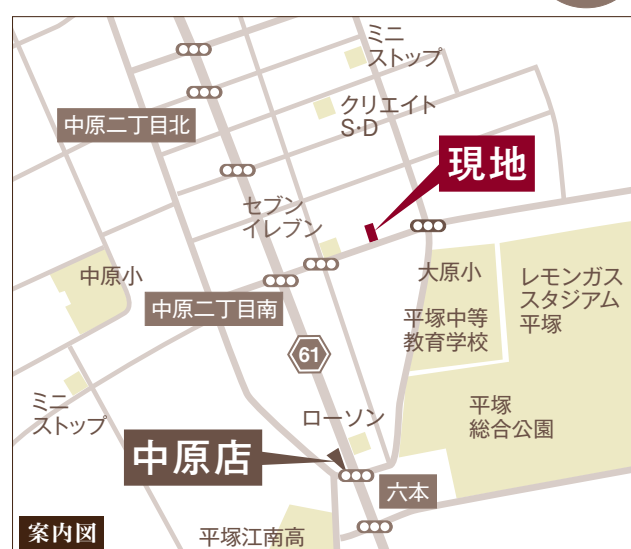 ミニ
ストップ
クリエイト
S・D
中原二丁目北
現地
セブン
イレブン
中原小
大原小
レモンガス
スタジアム
平塚
中原二丁目南
平塚中等
教育学校
61
ミニ
ストップ
ローソン
平塚
総合公園
中原店
六本
案内図
平塚江南高